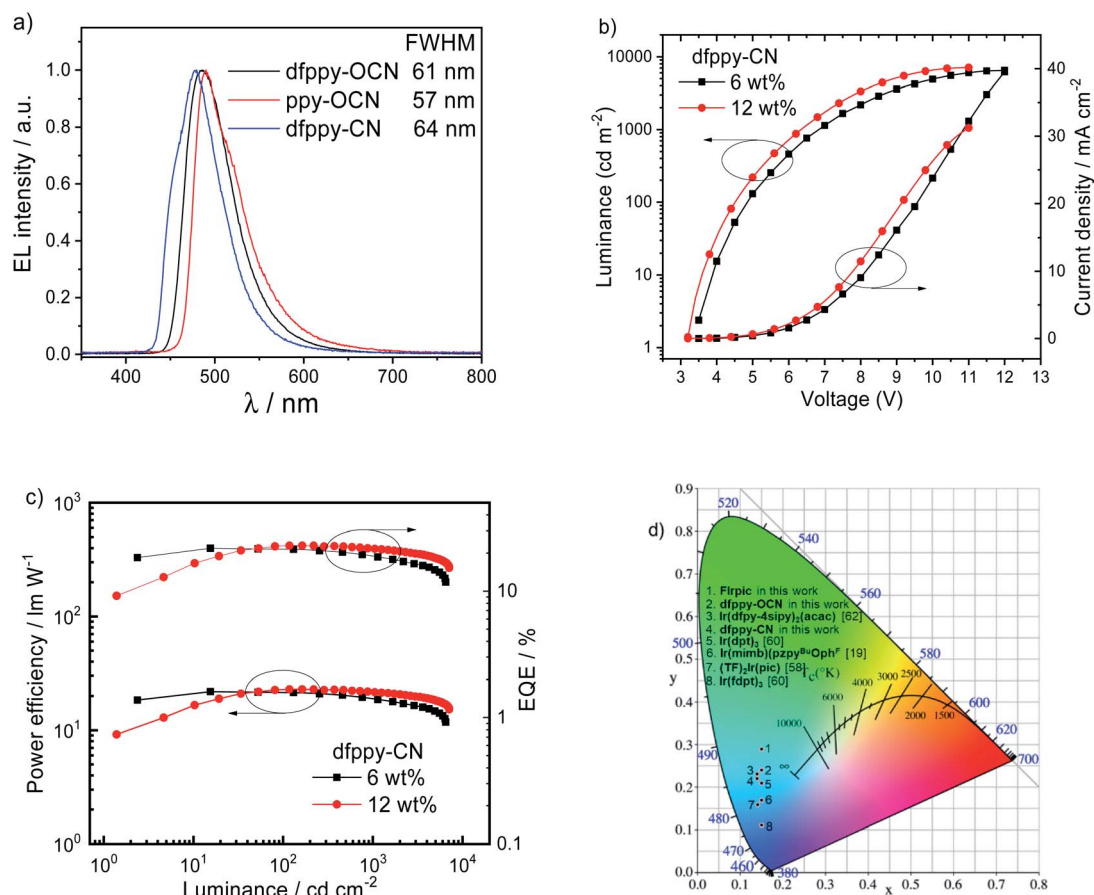 a)
FWHM
dfppy-OCN 61 nm
ppy-OCN 57 nm
dfppy-CN 64 nm
1.0
0.8
0.6
0.4
0.2
0.0
EL intensity / a.u.
400 500 600 700 800
λ / nm
b)
dfppy-CN
6 wt%
12 wt%
10000
1000
100
10
1
Luminance (cd m⁻²)
40
30
20
10
0
Current density / mA cm⁻²
3 4 5 6 7 8 9 10 11 12 13
Voltage (V)
c)
10³
10²
10¹
10⁰
Power efficiency / lm W⁻¹
10
1
0.1
EQE / %
dfppy-CN
6 wt%
12 wt%
10⁰ 10¹ 10² 10³ 10⁴
Luminance / cd cm⁻²
d)
0.9
0.8
0.7
0.6
0.5
y
0.4
0.3
0.2
0.1
0.0
520
540
560
500
580
600
620
700
490
480
470
460
380
1. FIrpic in this work
2. dfppy-OCN in this work
3. Ir(dfpy-4sipy)₂(acac) [62]
4. dfppy-CN in this work
5. Ir(dpt)₃ [60]
6. Ir(mimb)(pzpyᴮᵘOphᶠ [19]
7. (TF)₂Ir(pic) [58]
8. Ir(fdpt)₃ [60]
T꜀(°K)
10000
6000
4000
3000
2500
2000
1500
∞
1
3 2
4 5
6
7
8
0.0 0.1 0.2 0.3 0.4 0.5 0.6 0.7 0.8
x